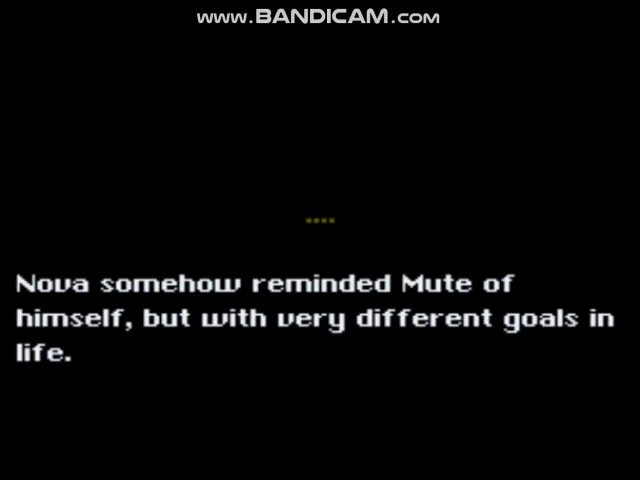 www.BANDICAM.com
....
Nova somehow reminded Mute of
himself, but with very different goals in
life.